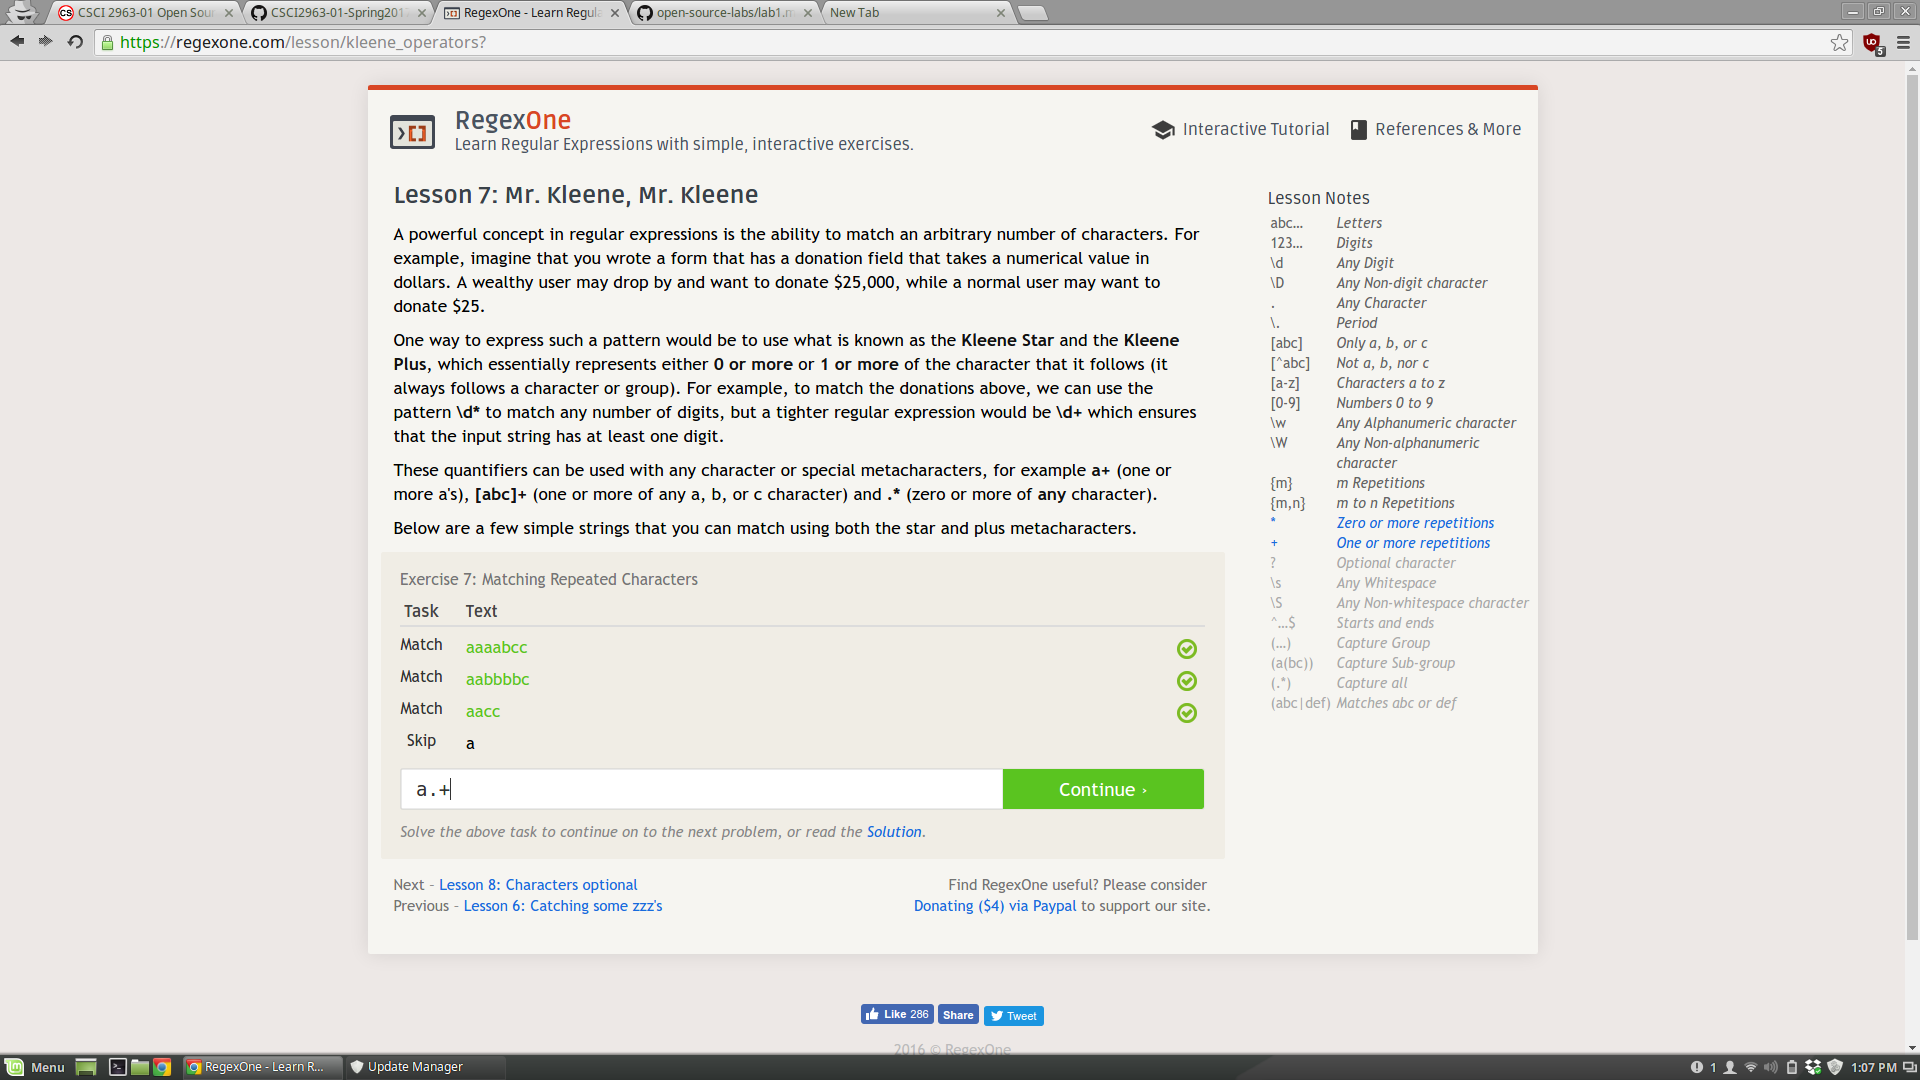 CSCI 2963-01 Open Sour
CSCI2963-01-Spring201
RegexOne - Learn Regula
open-source-labs/lab1.m
New Tab
https://regexone.com/lesson/kleene_operators?
5
RegexOne
Learn Regular Expressions with simple, interactive exercises.
Interactive Tutorial
References & More
Lesson 7: Mr. Kleene, Mr. Kleene
A powerful concept in regular expressions is the ability to match an arbitrary number of characters. For
example, imagine that you wrote a form that has a donation field that takes a numerical value in
dollars. A wealthy user may drop by and want to donate $25,000, while a normal user may want to
donate $25.
One way to express such a pattern would be to use what is known as the Kleene Star and the Kleene
Plus, which essentially represents either 0 or more or 1 or more of the character that it follows (it
always follows a character or group). For example, to match the donations above, we can use the
pattern \d* to match any number of digits, but a tighter regular expression would be \d+ which ensures
that the input string has at least one digit.
These quantifiers can be used with any character or special metacharacters, for example a+ (one or
more a's), [abc]+ (one or more of any a, b, or c character) and .* (zero or more of any character).
Below are a few simple strings that you can match using both the star and plus metacharacters.
Exercise 7: Matching Repeated Characters
Task Text
Match aaaabcc
Match aabbbbc
Match aacc
Skip a
a.+
Continue ›
Solve the above task to continue on to the next problem, or read the Solution.
Next – Lesson 8: Characters optional
Previous – Lesson 6: Catching some zzz's
Find RegexOne useful? Please consider
Donating ($4) via Paypal to support our site.
Lesson Notes
abc… Letters
123… Digits
\d Any Digit
\D Any Non-digit character
. Any Character
\. Period
[abc] Only a, b, or c
[^abc] Not a, b, nor c
[a-z] Characters a to z
[0-9] Numbers 0 to 9
\w Any Alphanumeric character
\W Any Non-alphanumeric
character
{m} m Repetitions
{m,n} m to n Repetitions
* Zero or more repetitions
+ One or more repetitions
? Optional character
\s Any Whitespace
\S Any Non-whitespace character
^…$ Starts and ends
(…) Capture Group
(a(bc)) Capture Sub-group
(.*) Capture all
(abc|def) Matches abc or def
Like 286
Share
Tweet
2016 © RegexOne
Menu
RegexOne - Learn R...
Update Manager
1
1:07 PM